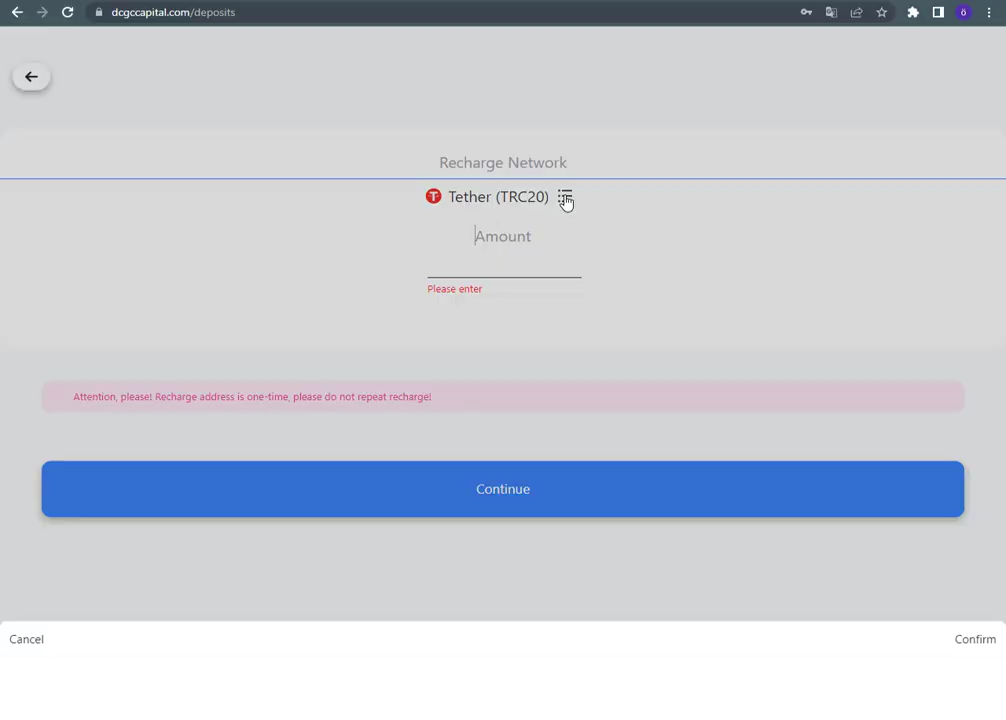 dcgccapital.com/deposits
ö
Recharge Network
Tether (TRC20)
Amount
Please enter
Attention, please! Recharge address is one-time, please do not repeat recharge!
Continue
Cancel
Confirm